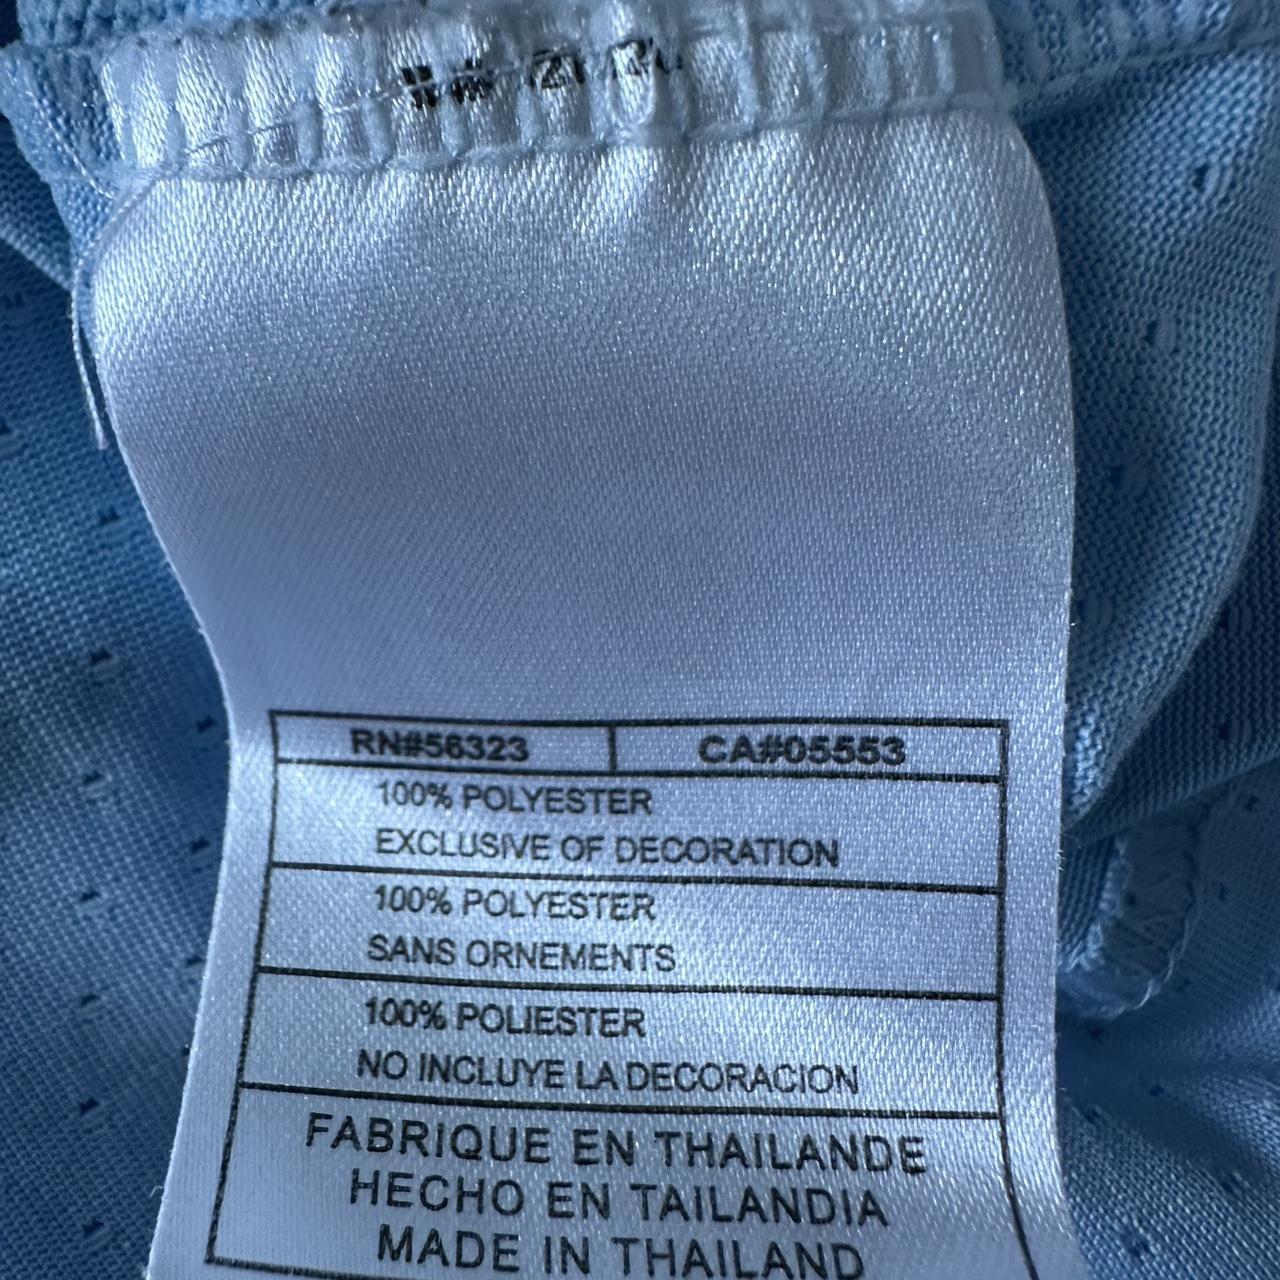 RN#56323 CA#05553
100% POLYESTER
EXCLUSIVE OF DECORATION
100% POLYESTER
SANS ORNEMENTS
100% POLIESTER
NO INCLUYE LA DECORACION
FABRIQUE EN THAILANDE
HECHO EN TAILANDIA
MADE IN THAILAND